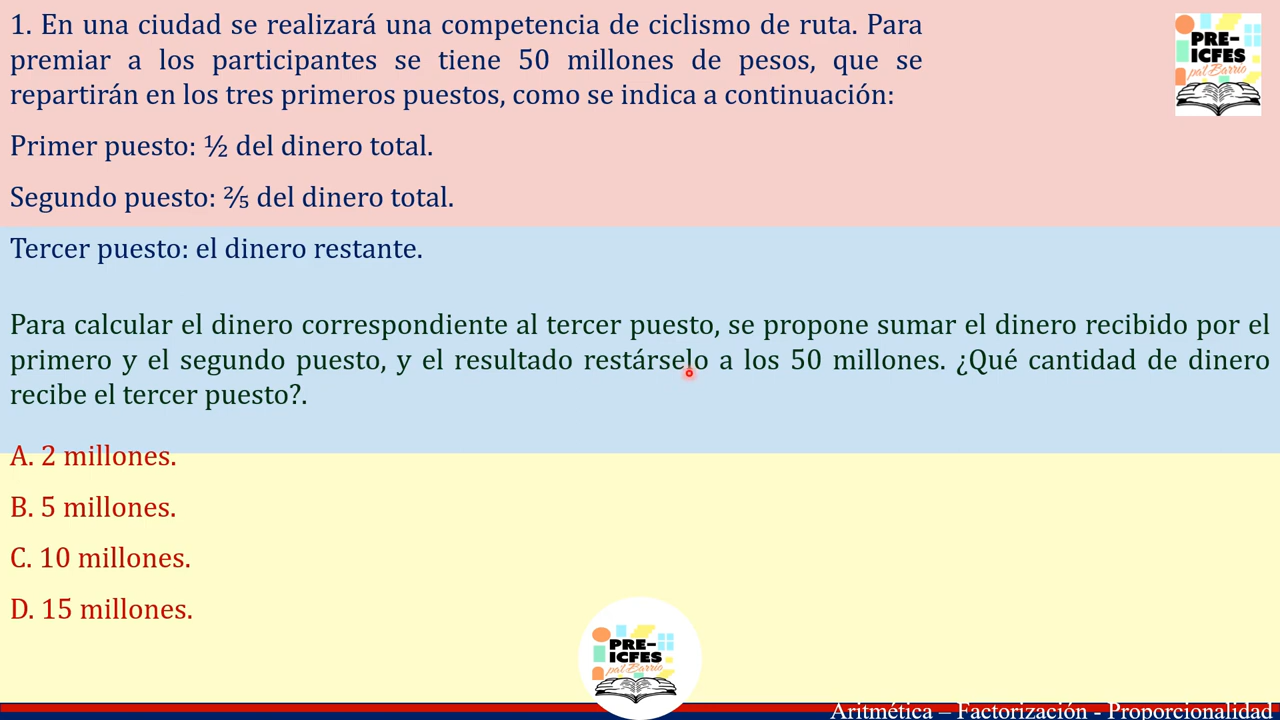 1. En una ciudad se realizará una competencia de ciclismo de ruta. Para
premiar a los participantes se tiene 50 millones de pesos, que se
repartirán en los tres primeros puestos, como se indica a continuación:
PRE-
ICFES
pal Barrio
Primer puesto: ½ del dinero total.
Segundo puesto: ⅖ del dinero total.
Tercer puesto: el dinero restante.
Para calcular el dinero correspondiente al tercer puesto, se propone sumar el dinero recibido por el
primero y el segundo puesto, y el resultado restárselo a los 50 millones. ¿Qué cantidad de dinero
recibe el tercer puesto?.
A. 2 millones.
B. 5 millones.
C. 10 millones.
D. 15 millones.
PRE-
ICFES
pal Barrio
Aritmética – Factorización - Proporcionalidad